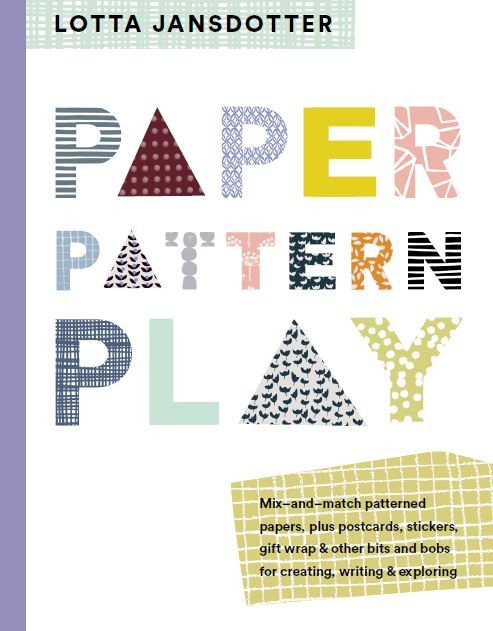 LOTTA JANSDOTTER
PAPER
PATTERN
PLAY
Mix–and–match patterned
papers, plus postcards, stickers,
gift wrap & other bits and bobs
for creating, writing & exploring